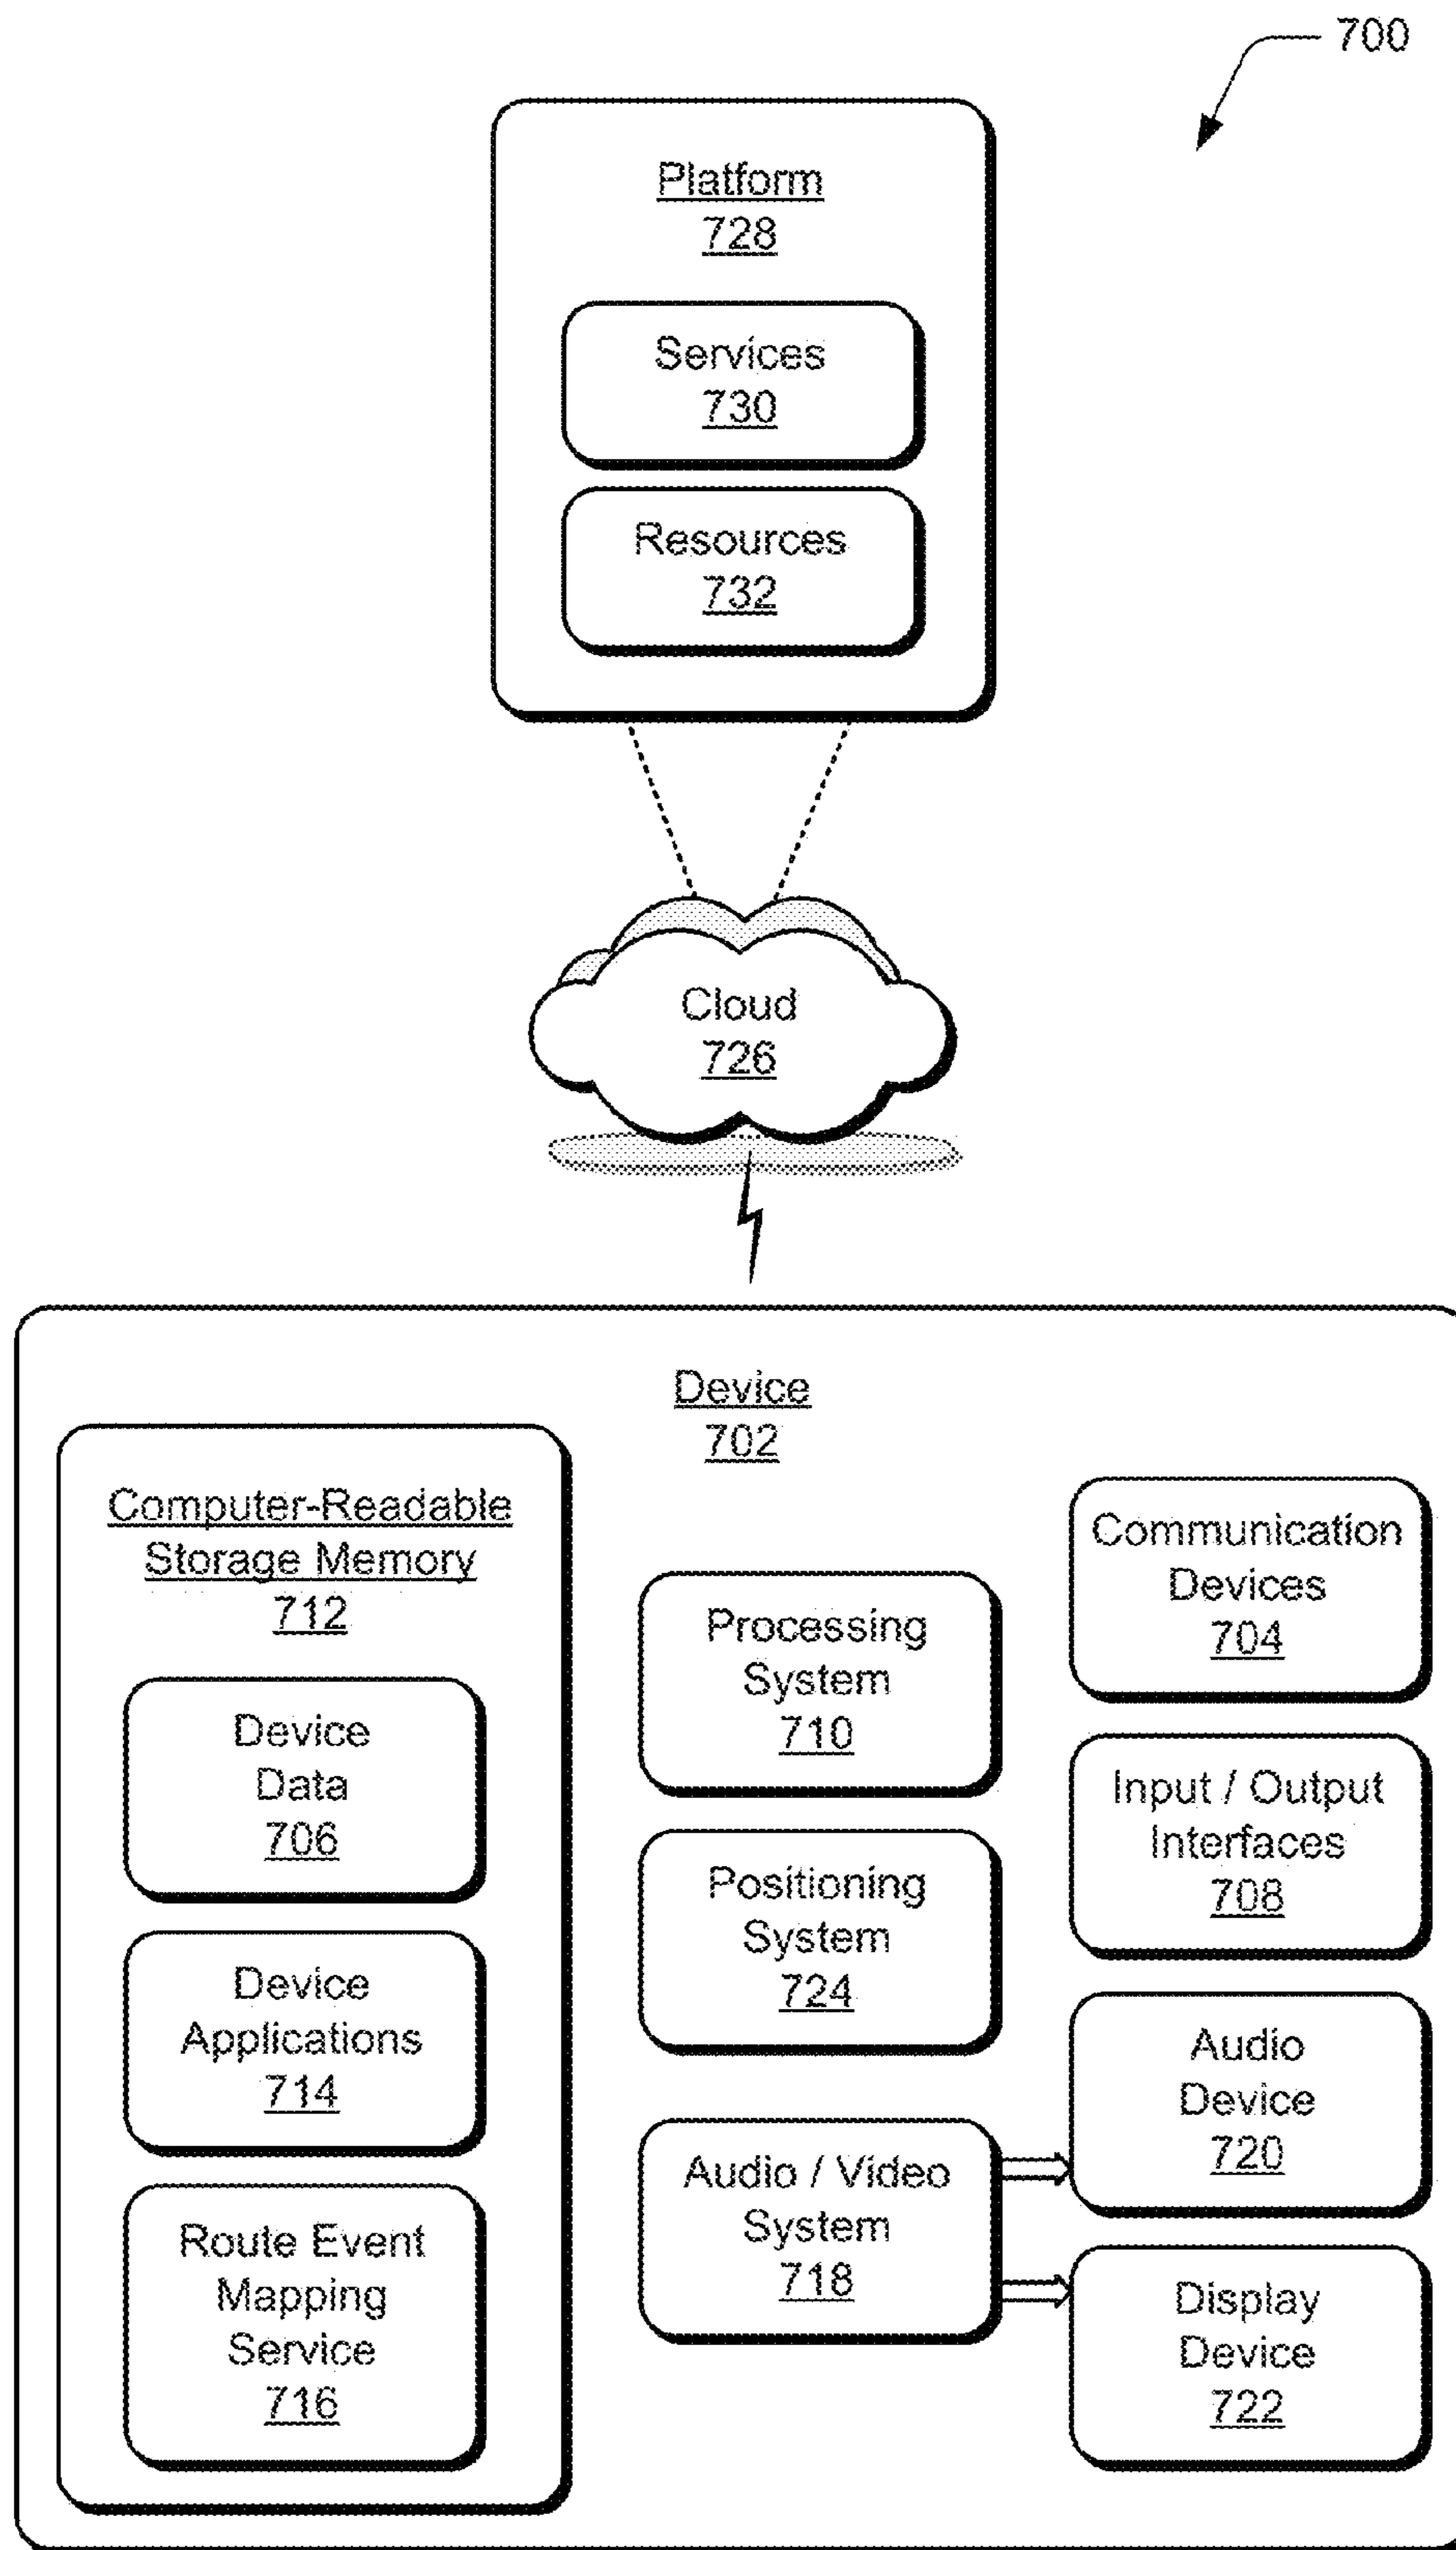 700
Platform
728
Services
730
Resources
732
Cloud
726
Device
702
Computer-Readable
Storage Memory
712
Device
Data
706
Device
Applications
714
Route Event
Mapping
Service
716
Processing
System
710
Positioning
System
724
Audio / Video
System
718
Communication
Devices
704
Input / Output
Interfaces
708
Audio
Device
720
Display
Device
722